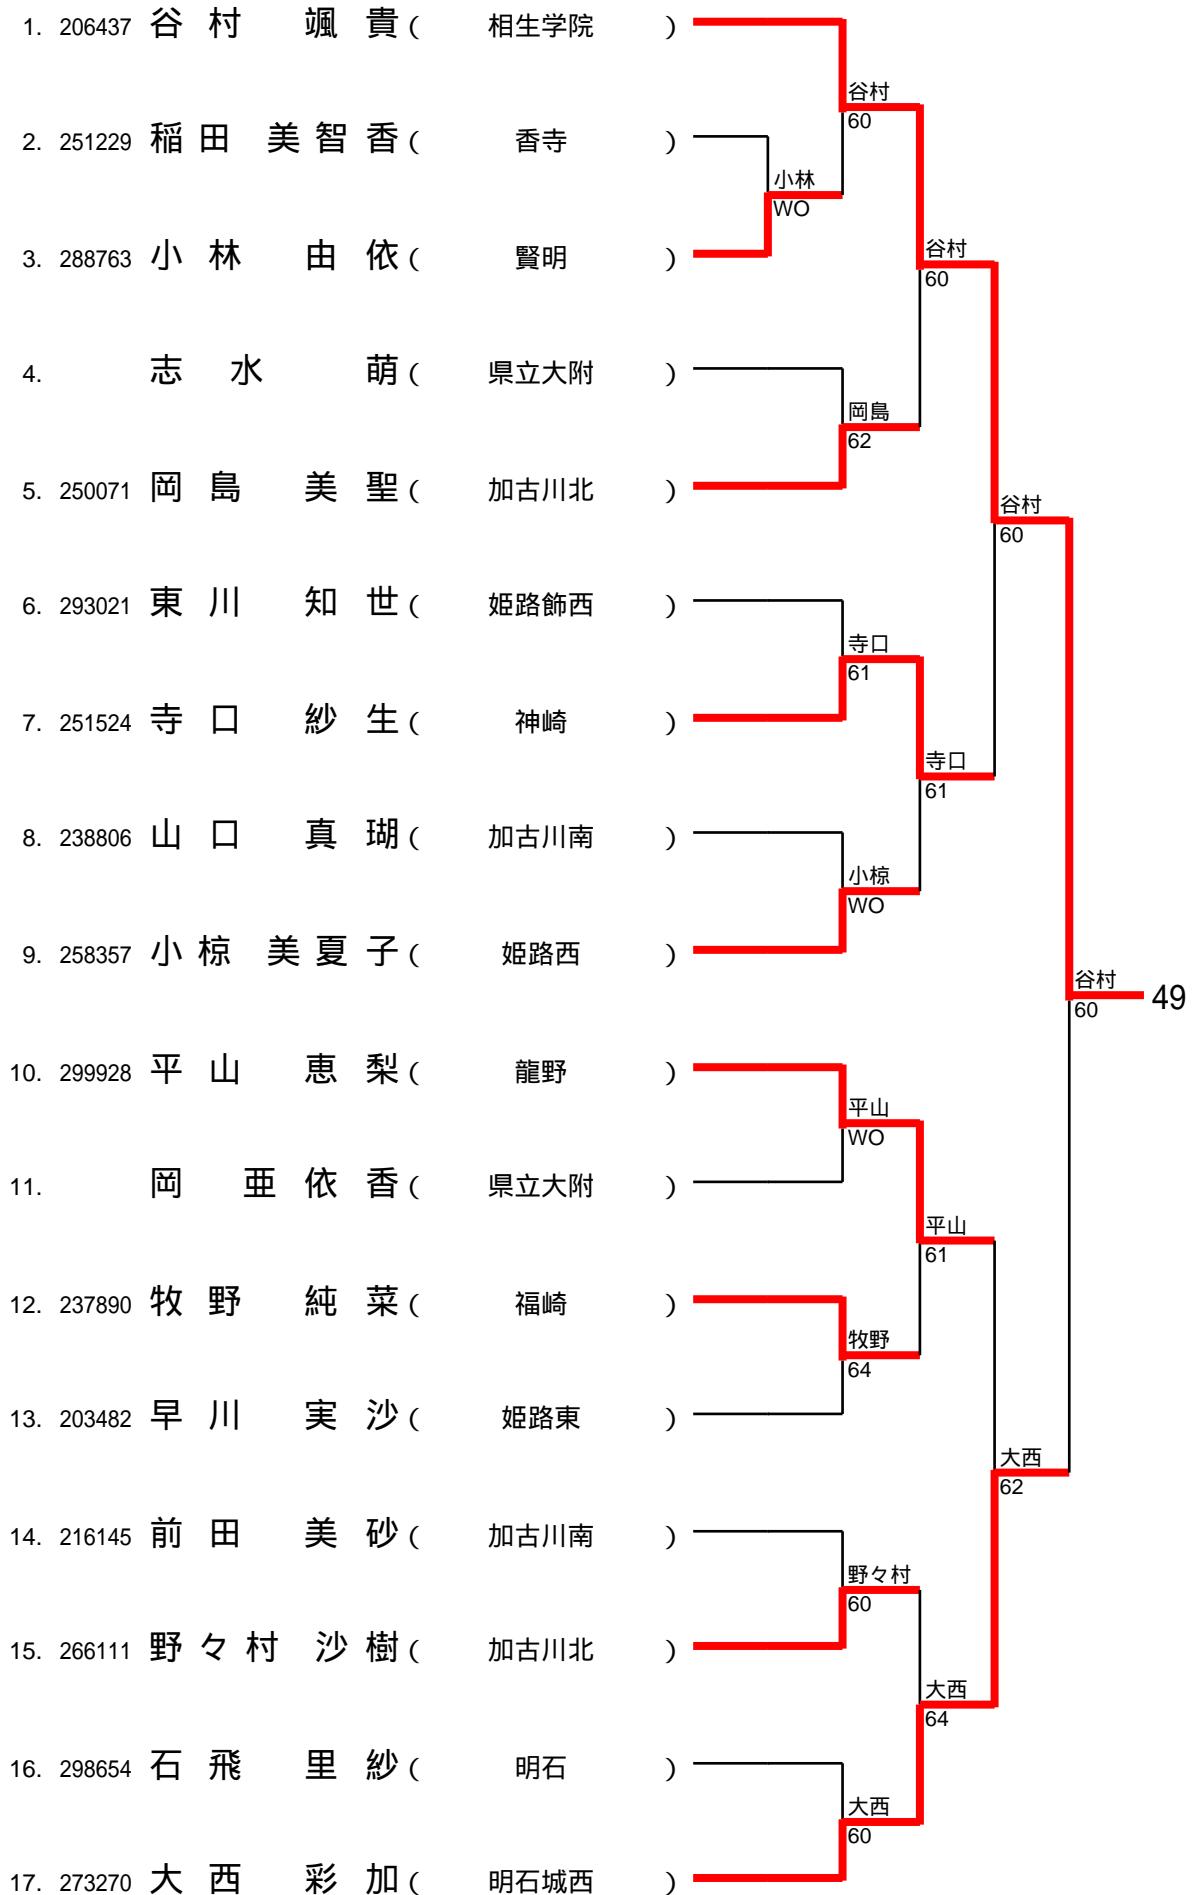 1. 206437 谷村 颯貴 ( 相生学院 )
谷村
60
2. 251229 稲田 美智香 ( 香寺 )
小林
WO
3. 288763 小林 由依 ( 賢明 )
谷村
60
4. 志水 萌 ( 県立大附 )
岡島
62
5. 250071 岡島 美聖 ( 加古川北 )
谷村
60
6. 293021 東川 知世 ( 姫路飾西 )
寺口
61
7. 251524 寺口 紗生 ( 神崎 )
寺口
61
8. 238806 山口 真瑚 ( 加古川南 )
小椋
WO
9. 258357 小椋 美夏子 ( 姫路西 )
谷村
60 49
10. 299928 平山 恵梨 ( 龍野 )
平山
WO
11. 岡 亜依香 ( 県立大附 )
平山
61
12. 237890 牧野 純菜 ( 福崎 )
牧野
64
13. 203482 早川 実沙 ( 姫路東 )
大西
62
14. 216145 前田 美砂 ( 加古川南 )
野々村
60
15. 266111 野々村 沙樹 ( 加古川北 )
大西
64
16. 298654 石飛 里紗 ( 明石 )
大西
60
17. 273270 大西 彩加 ( 明石城西 )